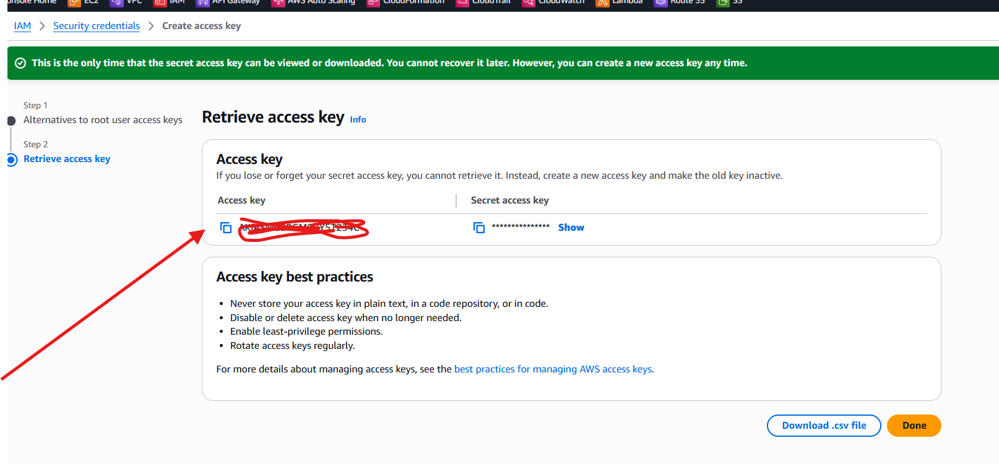 onsole Home EC2 VPC IAM API Gateway AWS Auto Scaling CloudFormation CloudTrail CloudWatch Lambda Route 53 S3
IAM Security credentials Create access key
This is the only time that the secret access key can be viewed or downloaded. You cannot recover it later. However, you can create a new access key any time.
Step 1
Alternatives to root user access keys
Step 2
Retrieve access key
Retrieve access key Info
Access key
If you lose or forget your secret access key, you cannot retrieve it. Instead, create a new access key and make the old key inactive.
Access key Secret access key
*************** Show
Access key best practices
• Never store your access key in plain text, in a code repository, or in code.
• Disable or delete access key when no longer needed.
• Enable least-privilege permissions.
• Rotate access keys regularly.
For more details about managing access keys, see the best practices for managing AWS access keys.
Download .csv file Done